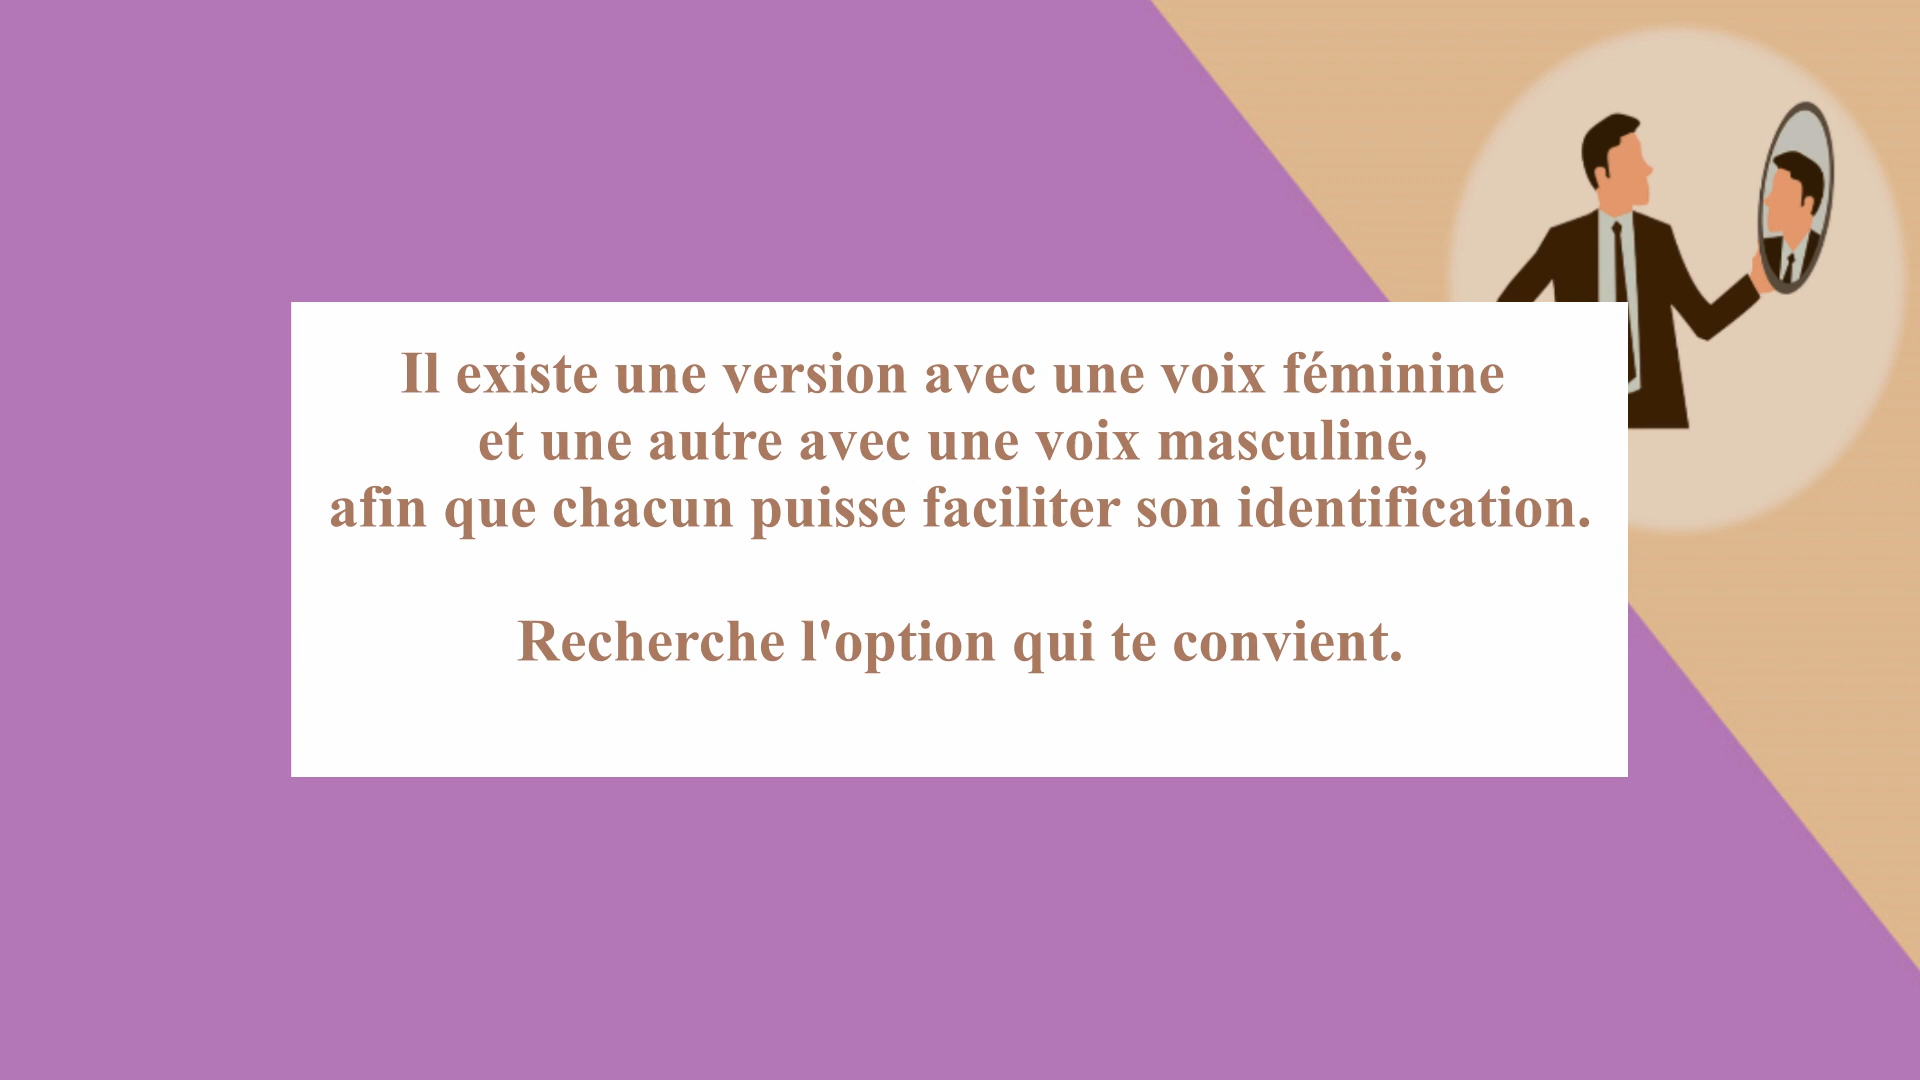 Il existe une version avec une voix féminine
et une autre avec une voix masculine,
afin que chacun puisse faciliter son identification.
Recherche l'option qui te convient.